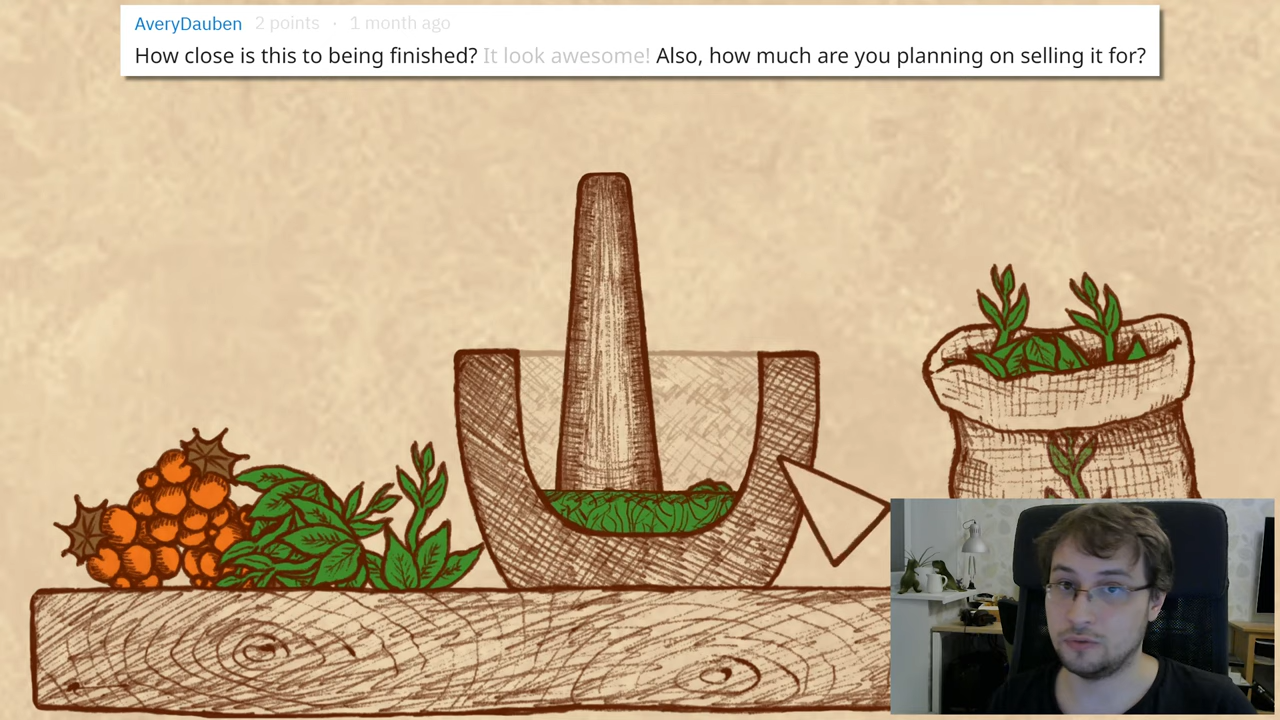 AveryDauben 2 points · 1 month ago
How close is this to being finished? It look awesome! Also, how much are you planning on selling it for?